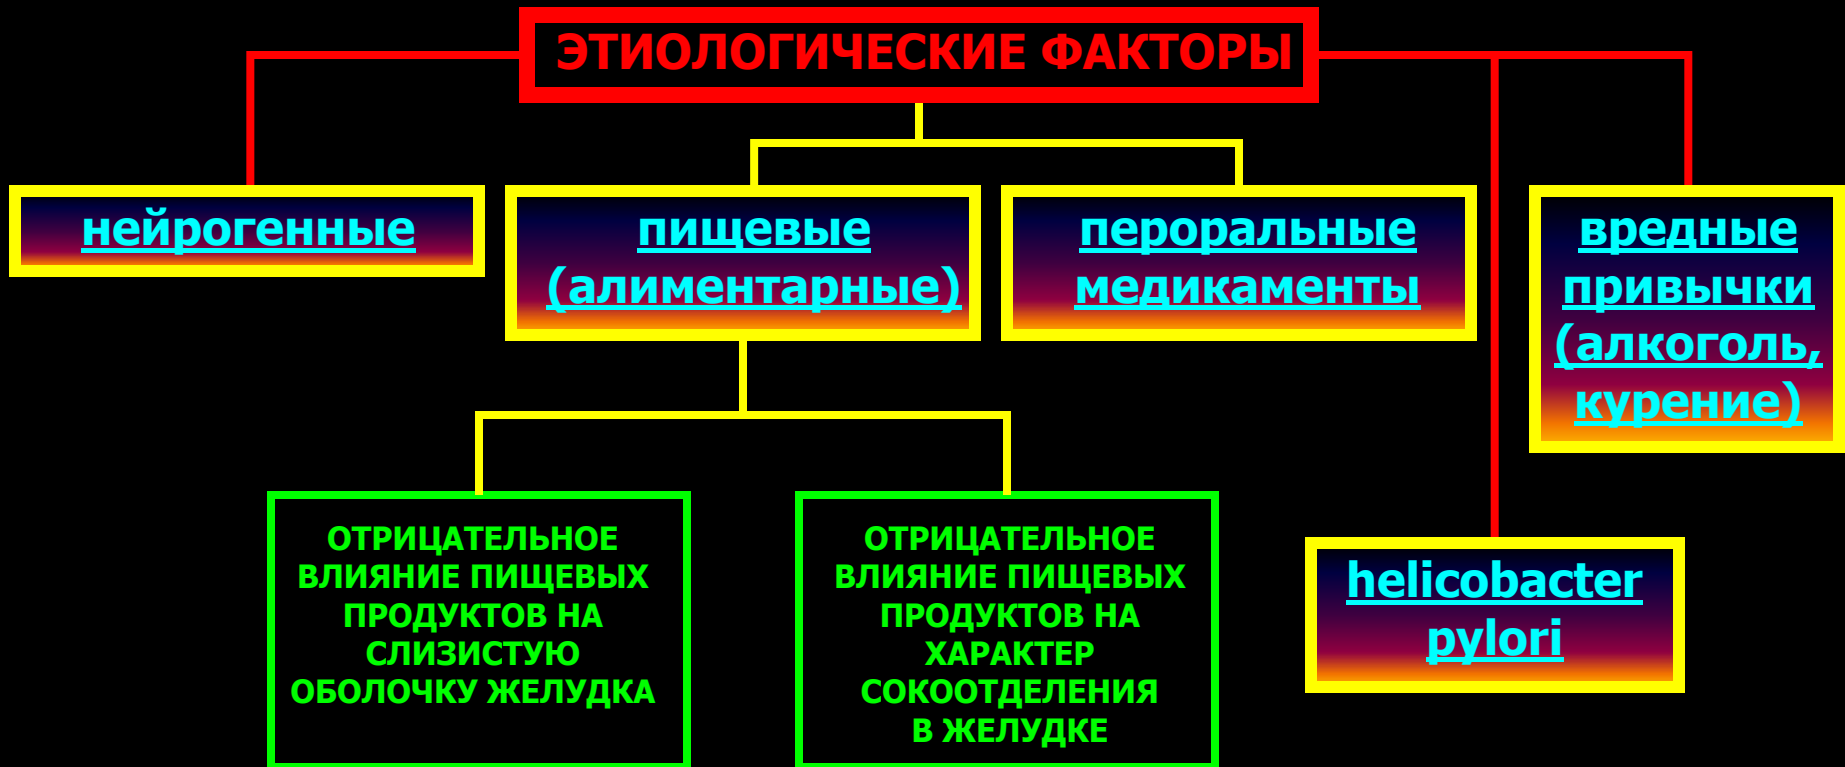 ЭТИОЛОГИЧЕСКИЕ ФАКТОРЫ
нейрогенные
пищевые
(алиментарные)
пероральные
медикаменты
вредные
привычки
(алкоголь,
курение)
ОТРИЦАТЕЛЬНОЕ
ВЛИЯНИЕ ПИЩЕВЫХ
ПРОДУКТОВ НА
СЛИЗИСТУЮ
ОБОЛОЧКУ ЖЕЛУДКА
ОТРИЦАТЕЛЬНОЕ
ВЛИЯНИЕ ПИЩЕВЫХ
ПРОДУКТОВ НА
ХАРАКТЕР
СОКООТДЕЛЕНИЯ
В ЖЕЛУДКЕ
helicobacter
pylori